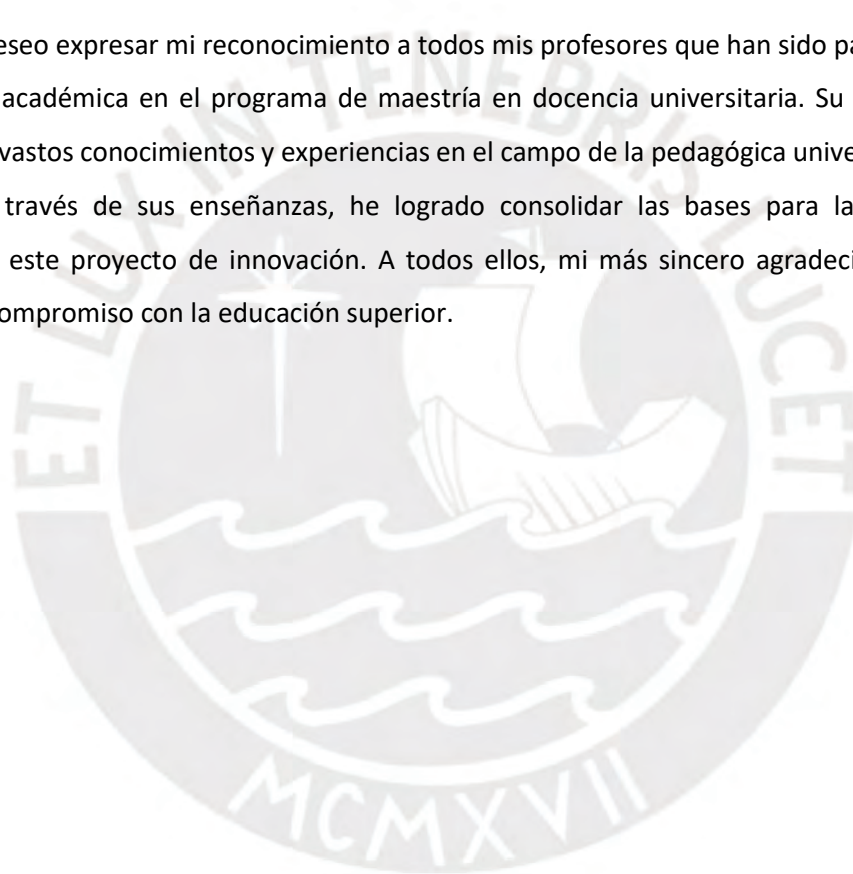 eseo expresar mi reconocimiento a todos mis profesores que han sido pa
académica en el programa de maestría en docencia universitaria. Su
vastos conocimientos y experiencias en el campo de la pedagógica unive
través de sus enseñanzas, he logrado consolidar las bases para la
este proyecto de innovación. A todos ellos, mi más sincero agradeci
ompromiso con la educación superior.
ET LUX IN TENEBRIS LUCET
MCMXVII